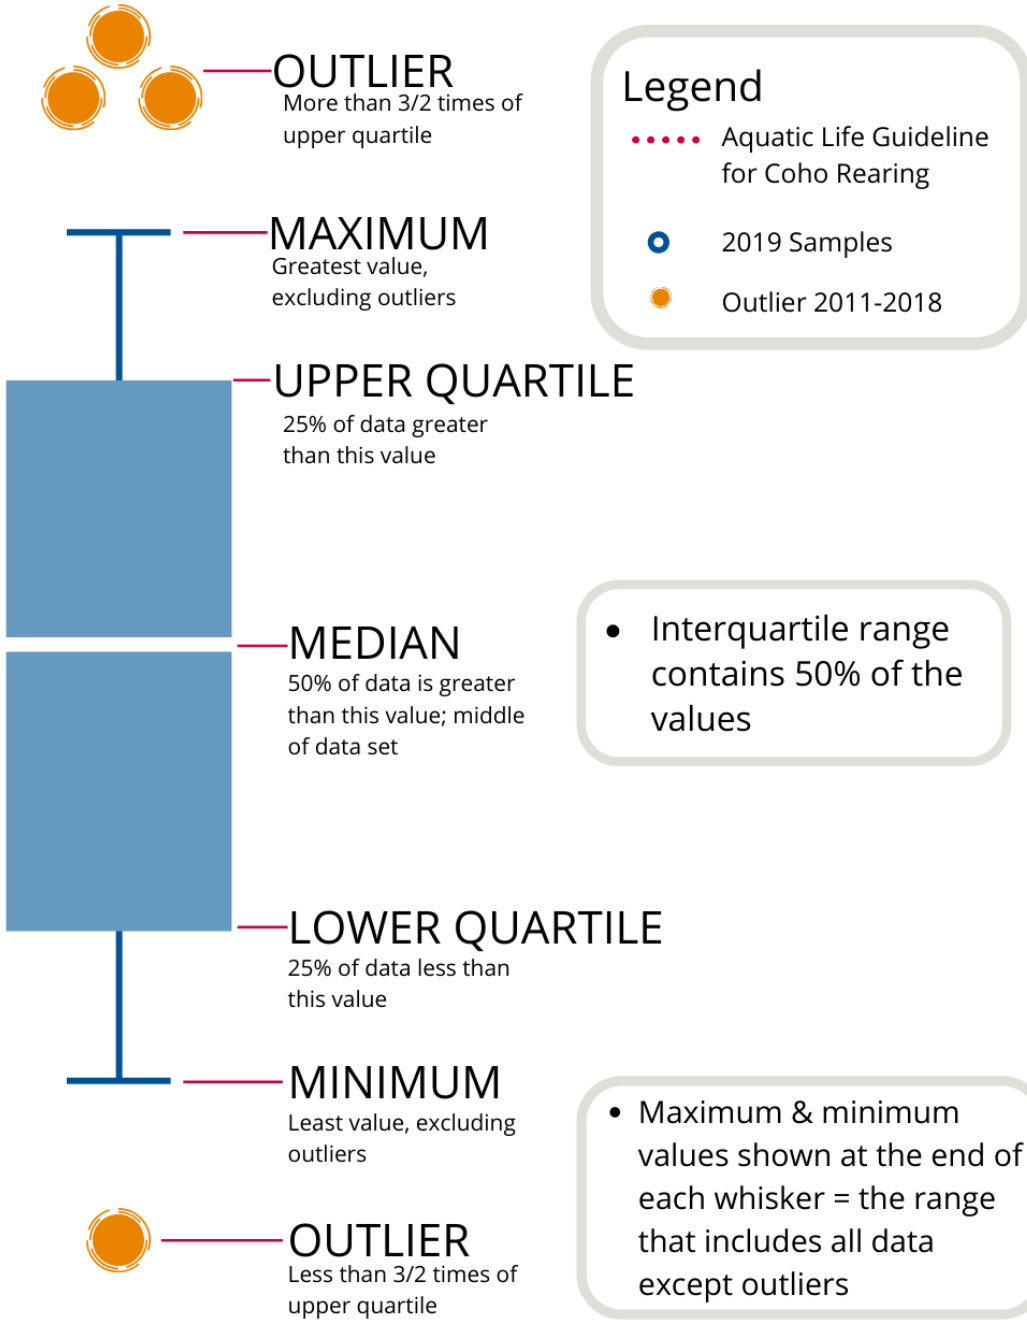 OUTLIER
More than 3/2 times of
upper quartile
MAXIMUM
Greatest value,
excluding outliers
UPPER QUARTILE
25% of data greater
than this value
MEDIAN
50% of data is greater
than this value; middle
of data set
LOWER QUARTILE
25% of data less than
this value
MINIMUM
Least value, excluding
outliers
OUTLIER
Less than 3/2 times of
upper quartile
Legend
Aquatic Life Guideline
for Coho Rearing
2019 Samples
Outlier 2011-2018
• Interquartile range
contains 50% of the
values
• Maximum & minimum
values shown at the end of
each whisker = the range
that includes all data
except outliers